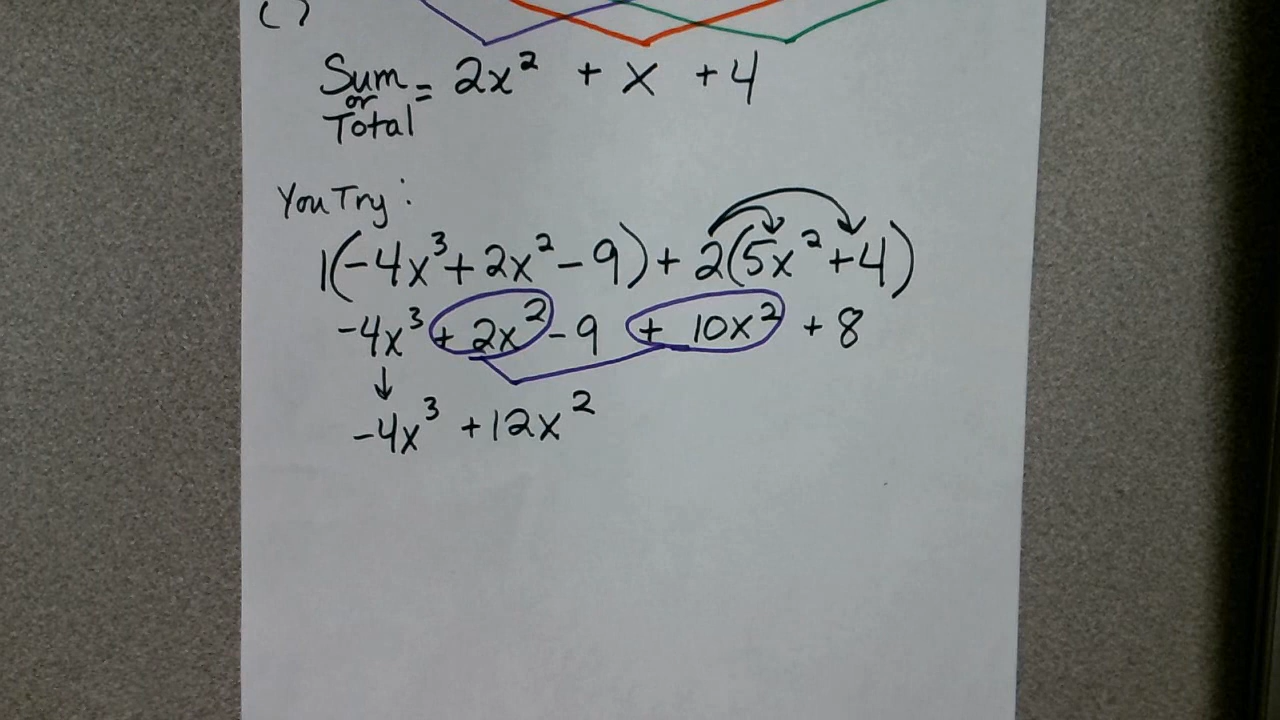 ( )
Sum or Total = 2x² + x + 4
You Try:
1(-4x³ + 2x² - 9) + 2(5x² + 4)
-4x³ + 2x² - 9 + 10x² + 8
-4x³ + 12x²